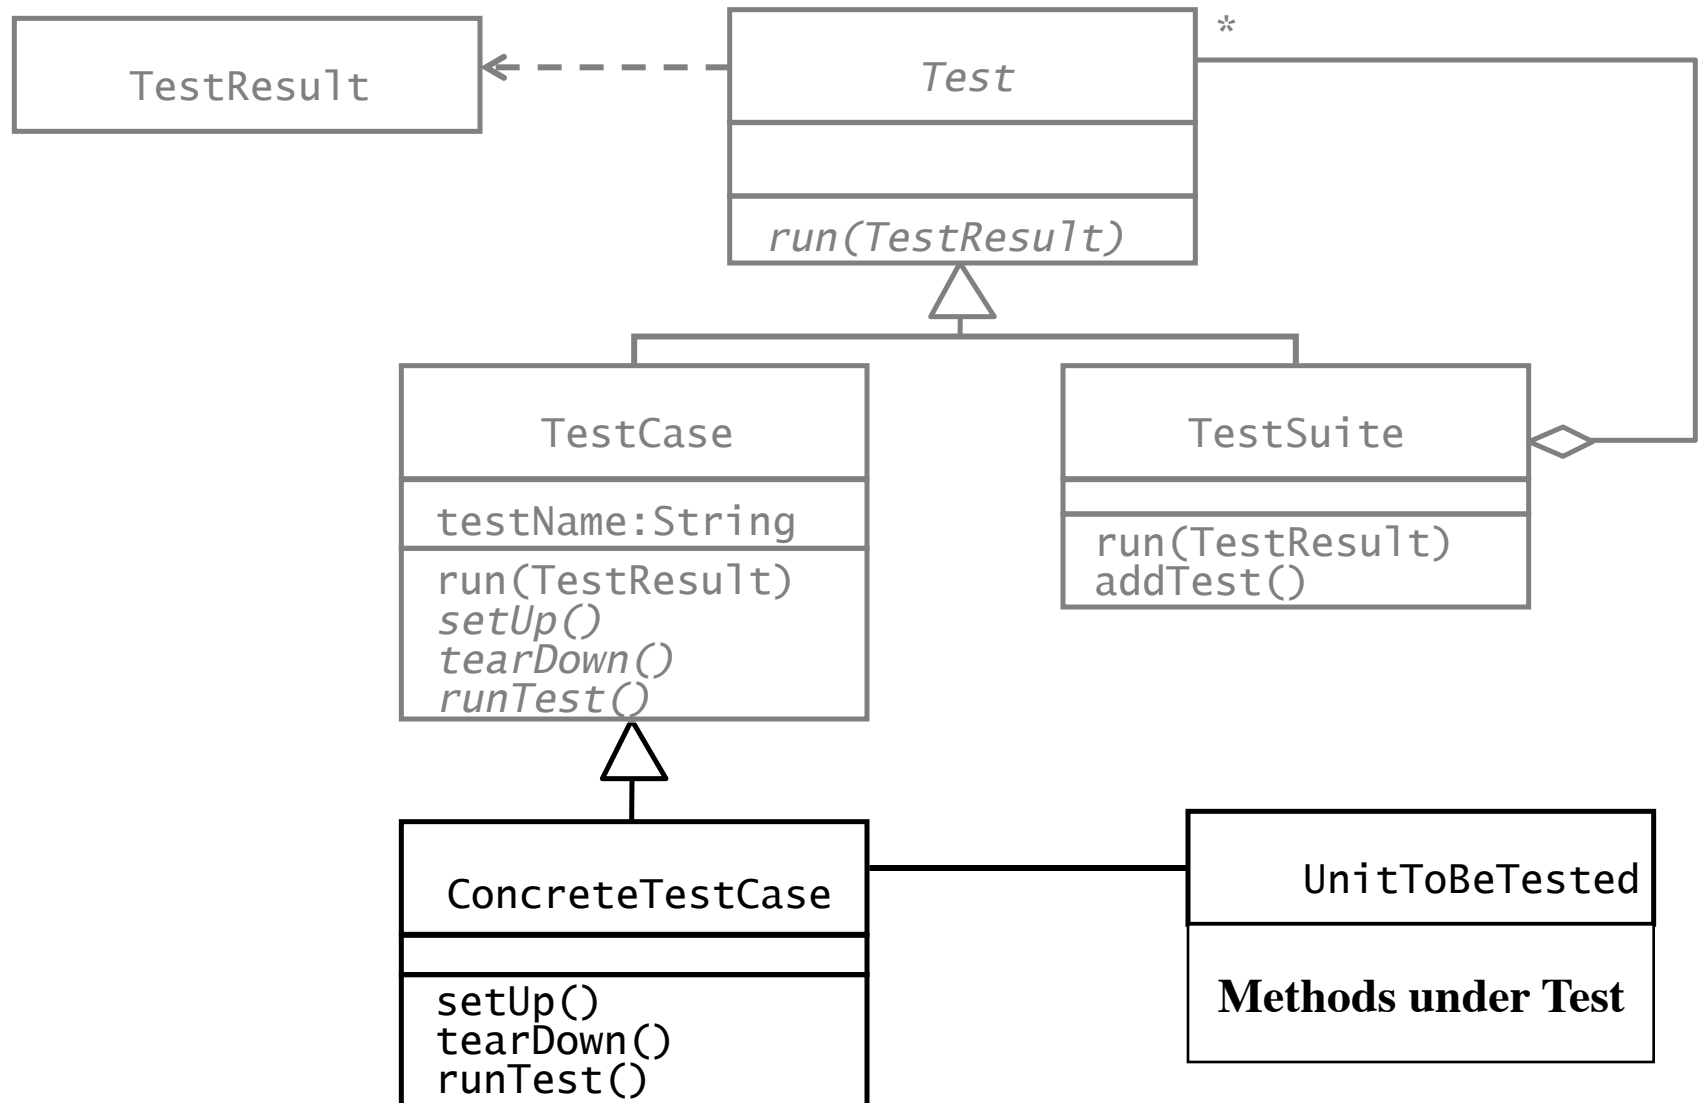 TestResult
Test
*
run(TestResult)
TestCase
testName:String
run(TestResult)
setUp()
tearDown()
runTest()
TestSuite
run(TestResult)
addTest()
ConcreteTestCase
setUp()
tearDown()
runTest()
UnitToBeTested
Methods under Test